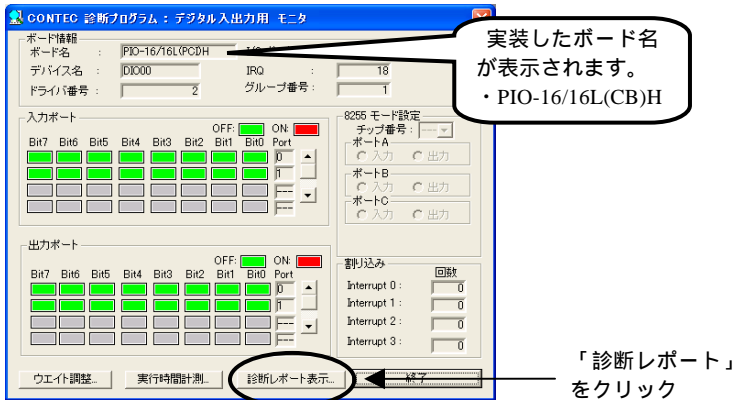 CONTEC 診断プログラム : デジタル入出力用 モニタ
ボード情報
ボード名 : PIO-16/16L(PCI)H
デバイス名 : DIO00 IRQ : 18
ドライバ番号 : 2 グループ番号 : 1
実装したボード名
が表示されます。
・PIO-16/16L(CB)H
入力ポート
OFF: ON:
Bit7 Bit6 Bit5 Bit4 Bit3 Bit2 Bit1 Bit0 Port
0
1
---
---
8255 モード設定
チップ番号 : ---
ポートA
入力 出力
ポートB
入力 出力
ポートC
入力 出力
出力ポート
OFF: ON:
Bit7 Bit6 Bit5 Bit4 Bit3 Bit2 Bit1 Bit0 Port
0
1
---
---
割り込み
回数
Interrupt 0 : 0
Interrupt 1 : 0
Interrupt 2 : 0
Interrupt 3 : 0
ウエイト調整... 実行時間計測... 診断レポート表示... 終了
「診断レポート」
をクリック